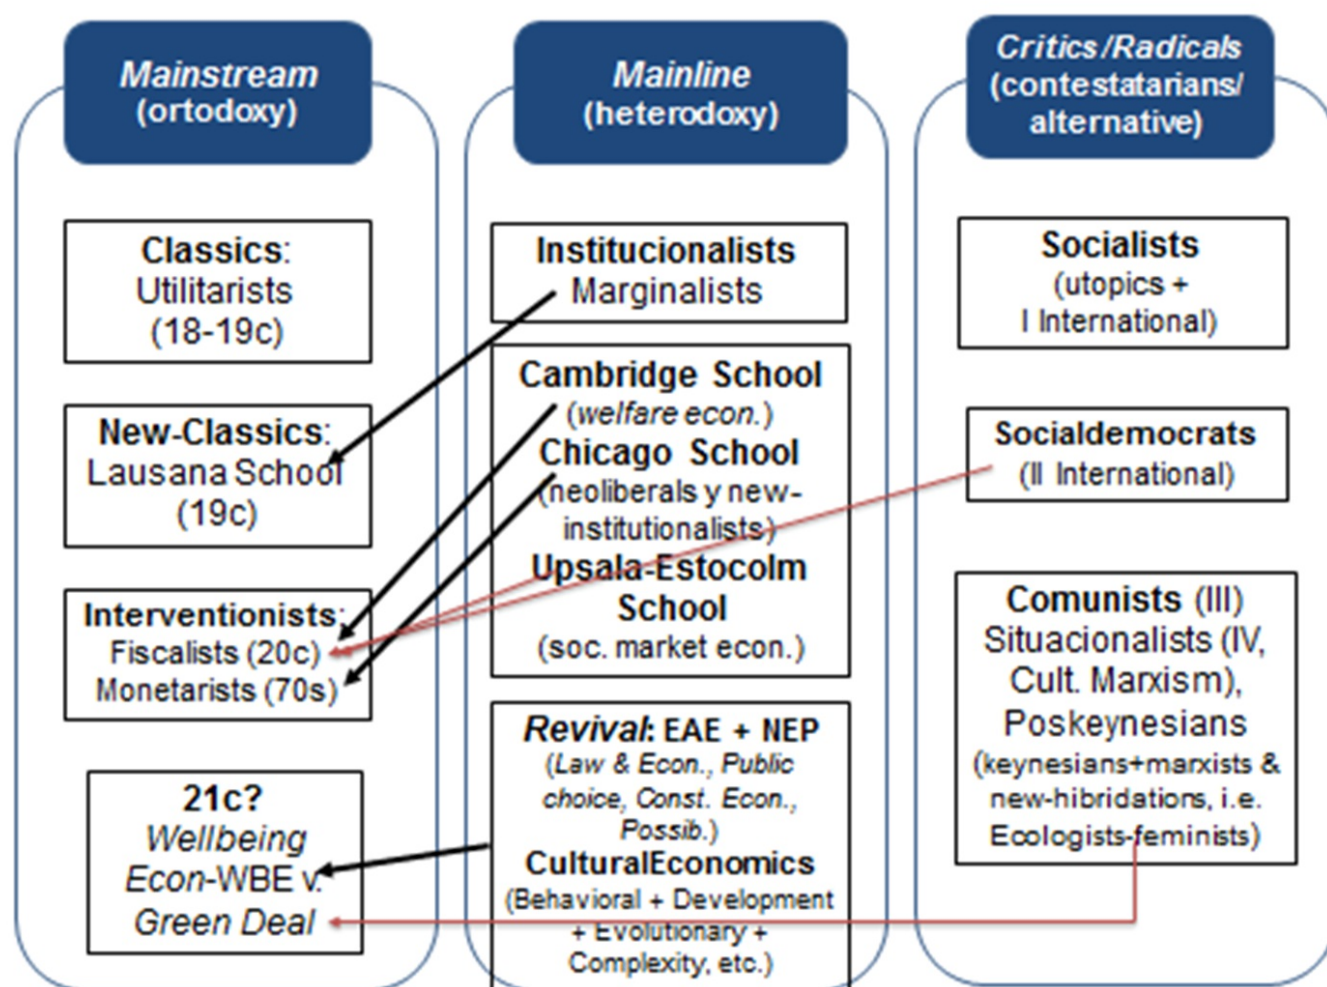 Mainstream
(ortodoxy)
Classics:
Utilitarists
(18-19c)
New-Classics:
Lausana School
(19c)
Interventionists:
Fiscalists (20c)
Monetarists (70s)
21c?
Wellbeing
Econ-WBE v.
Green Deal
Mainline
(heterodoxy)
Institucionalists
Marginalists
Cambridge School
(welfare econ.)
Chicago School
(neoliberals y new-
institutionalists)
Upsala-Estocolm
School
(soc. market econ.)
Revival: EAE + NEP
(Law & Econ., Public
choice, Const. Econ.,
Possib.)
CulturalEconomics
(Behavioral + Development
+ Evolutionary +
Complexity, etc.)
Critics/Radicals
(contestatarians/
alternative)
Socialists
(utopics +
I International)
Socialdemocrats
(II International)
Comunists (III)
Situacionalists (IV,
Cult. Marxism),
Poskeynesians
(keynesians+marxists &
new-hibridations, i.e.
Ecologists-feminists)